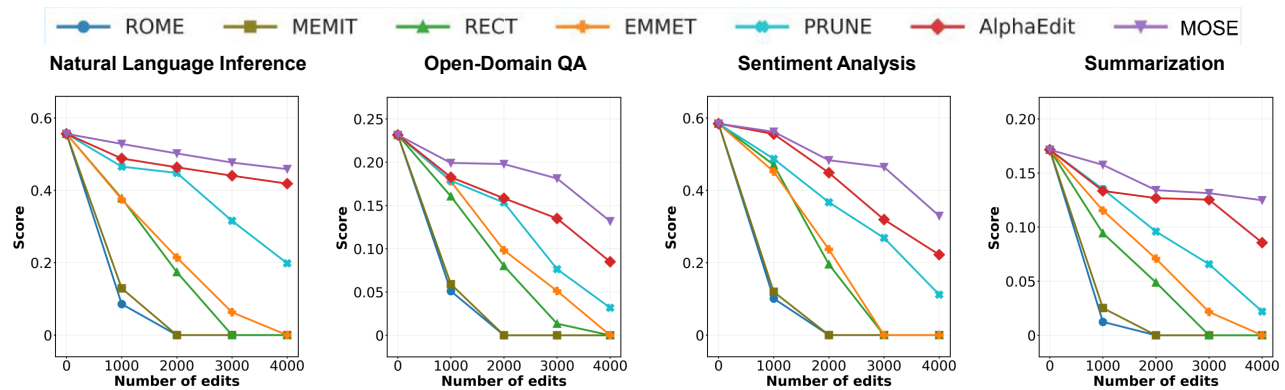 ROME MEMIT RECT EMMET PRUNE AlphaEdit MOSE
Natural Language Inference
Score
0.6
0.4
0.2
0
0 1000 2000 3000 4000
Number of edits
Open-Domain QA
Score
0.25
0.20
0.15
0.10
0.05
0
0 1000 2000 3000 4000
Number of edits
Sentiment Analysis
Score
0.6
0.4
0.2
0
0 1000 2000 3000 4000
Number of edits
Summarization
Score
0.20
0.15
0.10
0.05
0
0 1000 2000 3000 4000
Number of edits